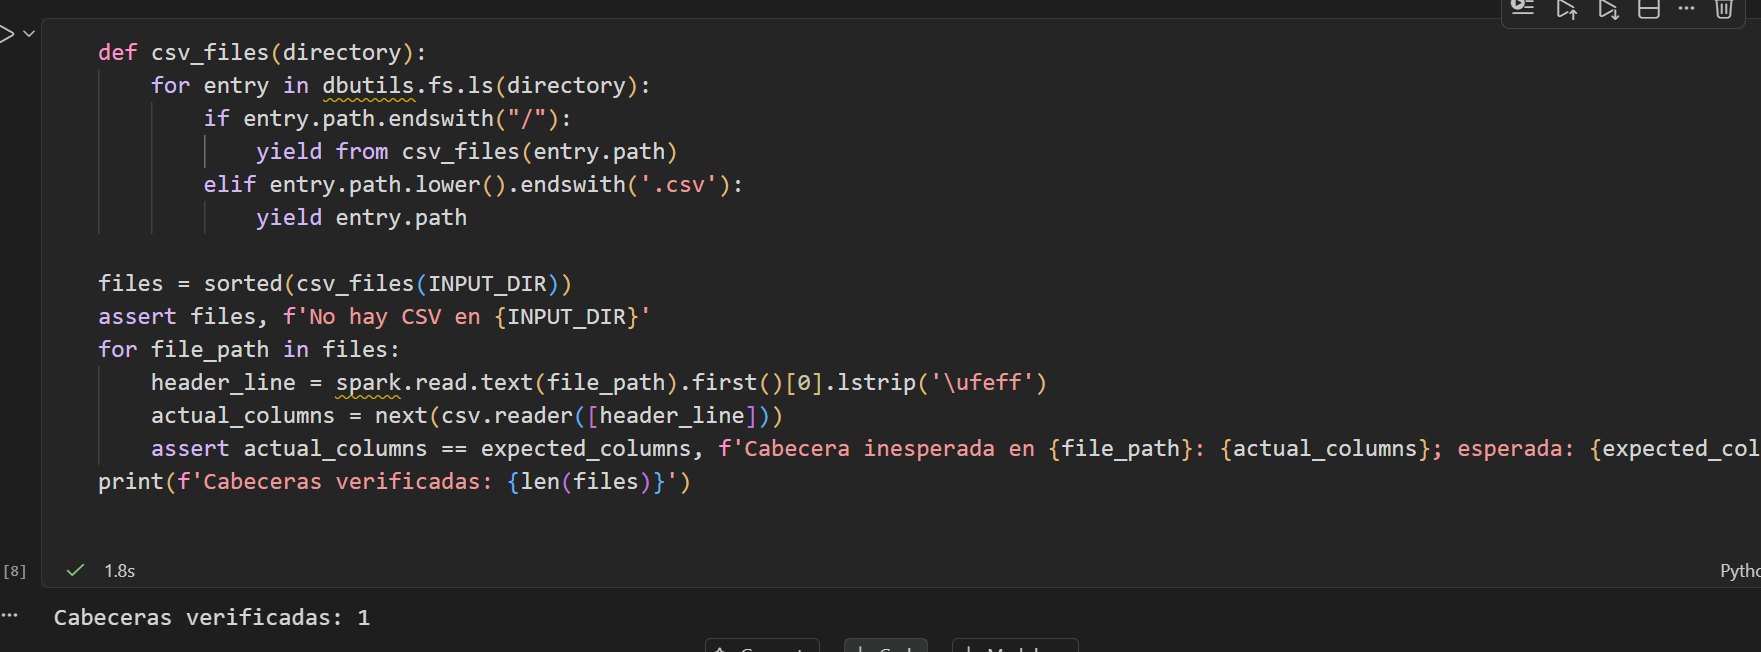 def csv_files(directory):
    for entry in dbutils.fs.ls(directory):
        if entry.path.endswith("/"):
            yield from csv_files(entry.path)
        elif entry.path.lower().endswith('.csv'):
            yield entry.path
files = sorted(csv_files(INPUT_DIR))
assert files, f'No hay CSV en {INPUT_DIR}'
for file_path in files:
    header_line = spark.read.text(file_path).first()[0].lstrip('\ufeff')
    actual_columns = next(csv.reader([header_line]))
    assert actual_columns == expected_columns, f'Cabecera inesperada en {file_path}: {actual_columns}; esperada: {expected_col
print(f'Cabeceras verificadas: {len(files)}')
[8] 1.8s
Pytho
Cabeceras verificadas: 1